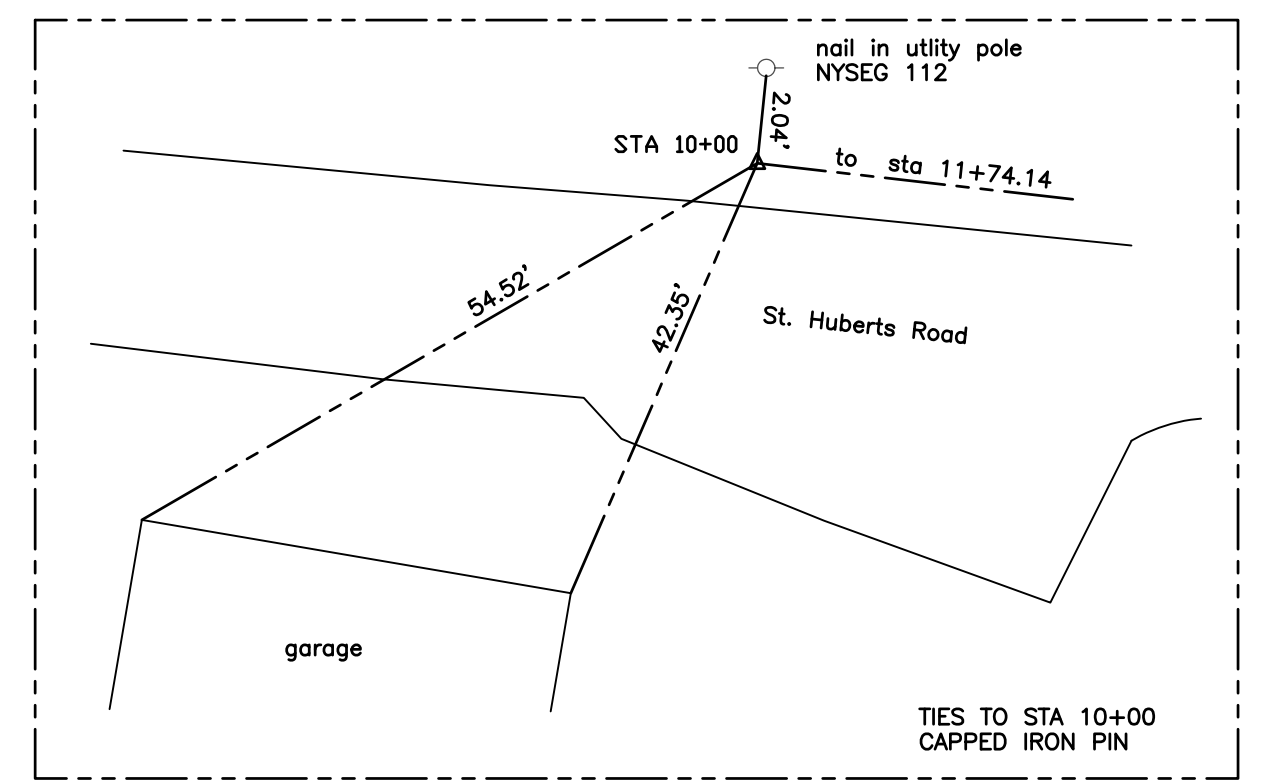 nail in utlity pole
NYSEG 112
2.04'
STA 10+00
to sta 11+74.14
54.52'
42.35'
St. Huberts Road
garage
TIES TO STA 10+00
CAPPED IRON PIN